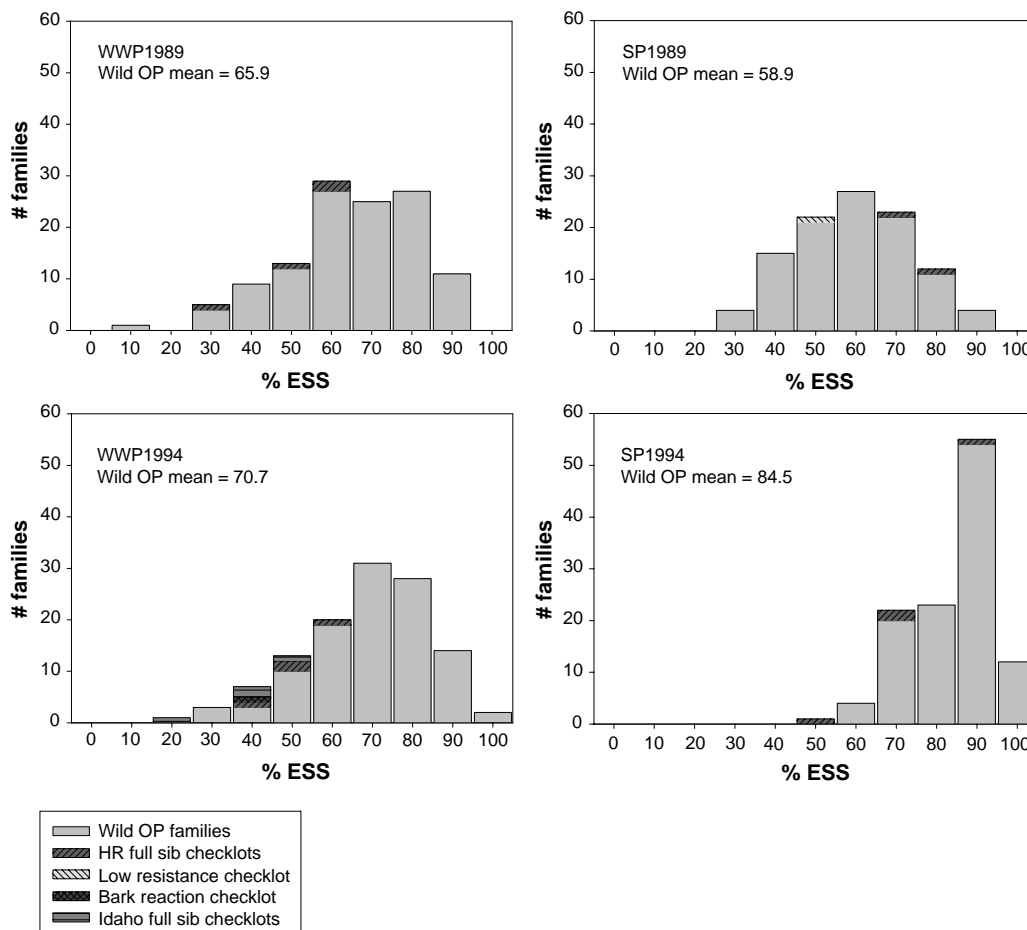 WWP1989
Wild OP mean = 65.9
# families
60
50
40
30
20
10
0
0 10 20 30 40 50 60 70 80 90 100
% ESS
SP1989
Wild OP mean = 58.9
# families
60
50
40
30
20
10
0
0 10 20 30 40 50 60 70 80 90 100
% ESS
WWP1994
Wild OP mean = 70.7
# families
60
50
40
30
20
10
0
0 10 20 30 40 50 60 70 80 90 100
% ESS
SP1994
Wild OP mean = 84.5
# families
60
50
40
30
20
10
0
0 10 20 30 40 50 60 70 80 90 100
% ESS
Wild OP families
HR full sib checklots
Low resistance checklot
Bark reaction checklot
Idaho full sib checklots